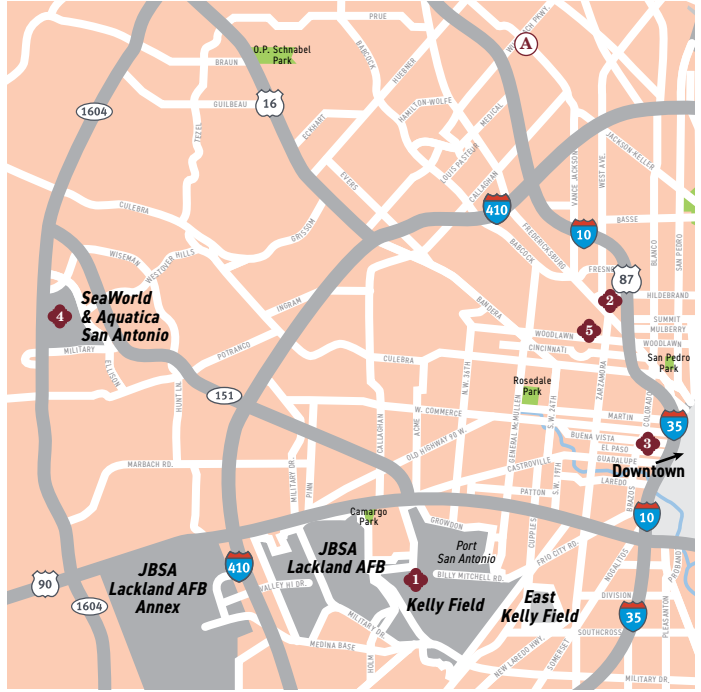 PRUE
WURZBACH PKWY.
A
O.P. Schnabel
Park
BABCOCK
BRAUN
HUEBNER
16
1604
GUILBEAU
HAMILTON-WOLFE
MEDICAL
TEZEL
ECKHART
JACKSON-KELLER
LOUIS PASTEUR
VANCE JACKSON
WEST AVE.
EVERS
CALLAGHAN
CULEBRA
410
BASSE
GRISSOM
FREDERICKSBURG
10
BLANCO
SAN PEDRO
WISEMAN
WESTOVER HILLS
BABCOCK
FRESNO
87
SeaWorld
& Aquatica
San Antonio
4
INGRAM
BANDERA
2
HILDEBRAND
SUMMIT
MULBERRY
5
WOODLAWN
WOODLAWN
CINCINNATI
MILITARY
POTRANCO
CULEBRA
San Pedro
Park
ELLISON
N.W. 36TH
ZARZAMORA
HUNT LN.
Rosedale
Park
151
COLORADO
GENERAL McMULLEN
S.W. 26TH
W. COMMERCE
MARTIN
CALLAGHAN
ACME
35
OLD HIGHWAY 90 W.
BUENA VISTA
3
EL PASO
GUADALUPE
Downtown
MARBACH RD.
MILITARY DR.
PINN
CASTROVILLE
S.W. 19TH
LAREDO
PATTON
BRAZOS
Camargo
Park
GROWDON
10
CUPPLES
JBSA
Lackland AFB
Port
San Antonio
FRIO CITY RD.
NOGALITOS
PROBANDT
JBSA
Lackland AFB
Annex
410
90
VALLEY HI DR.
1
BILLY MITCHELL RD.
Kelly Field
East
Kelly Field
DIVISION
1604
35
MILITARY DR.
PLEASANTON
SOUTHCROSS
MEDINA BASE
NEW LAREDO HWY.
SOMERSET
HOLM
MILITARY DR.